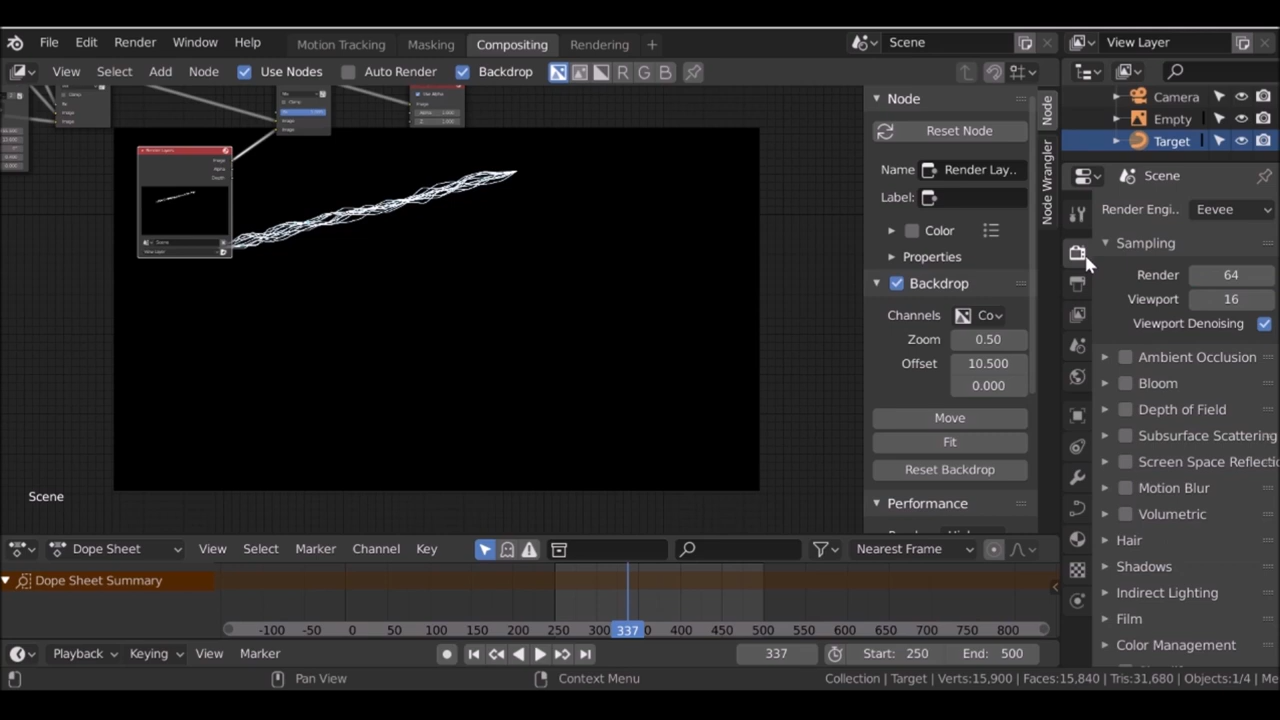 File Edit Render Window Help Motion Tracking Masking Compositing Rendering + Scene View Layer
View Select Add Node Use Nodes Auto Render Backdrop R G B
Camera
Empty
Target
Node
Reset Node
Name Render Lay..
Label:
Color
Properties
Backdrop
Channels Co
Zoom 0.50
Offset 10.500
0.000
Move
Fit
Reset Backdrop
Performance
Node
Node Wrangler
Scene
Render Engi.. Eevee
Sampling
Render 64
Viewport 16
Viewport Denoising
Ambient Occlusion
Bloom
Depth of Field
Subsurface Scattering
Screen Space Reflectio
Motion Blur
Volumetric
Hair
Shadows
Indirect Lighting
Film
Color Management
Scene
Dope Sheet View Select Marker Channel Key Nearest Frame
Dope Sheet Summary
-100 -50 0 50 100 150 200 250 300 337 0 400 450 500 550 600 650 700 750 800
Playback Keying View Marker 337 Start: 250 End: 500
Pan View Context Menu Collection | Target | Verts:15,900 | Faces:15,840 | Tris:31,680 | Objects:1/4 | Me